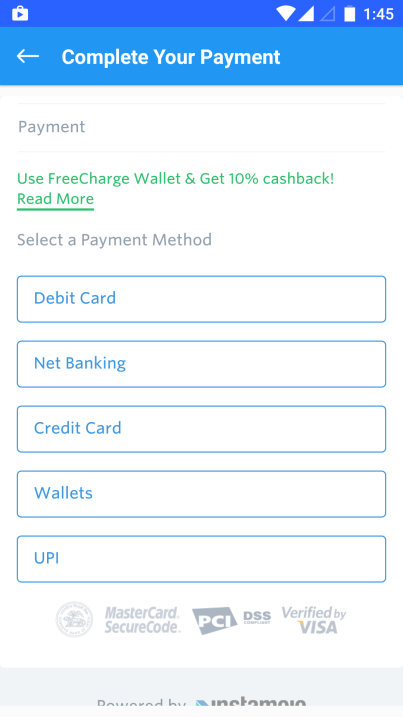 1:45
Complete Your Payment
Payment
Use FreeCharge Wallet & Get 10% cashback!
Read More
Select a Payment Method
Debit Card
Net Banking
Credit Card
Wallets
UPI
MasterCard. SecureCode. PCI DSS COMPLIANT Verified by VISA
Powered by instamojo